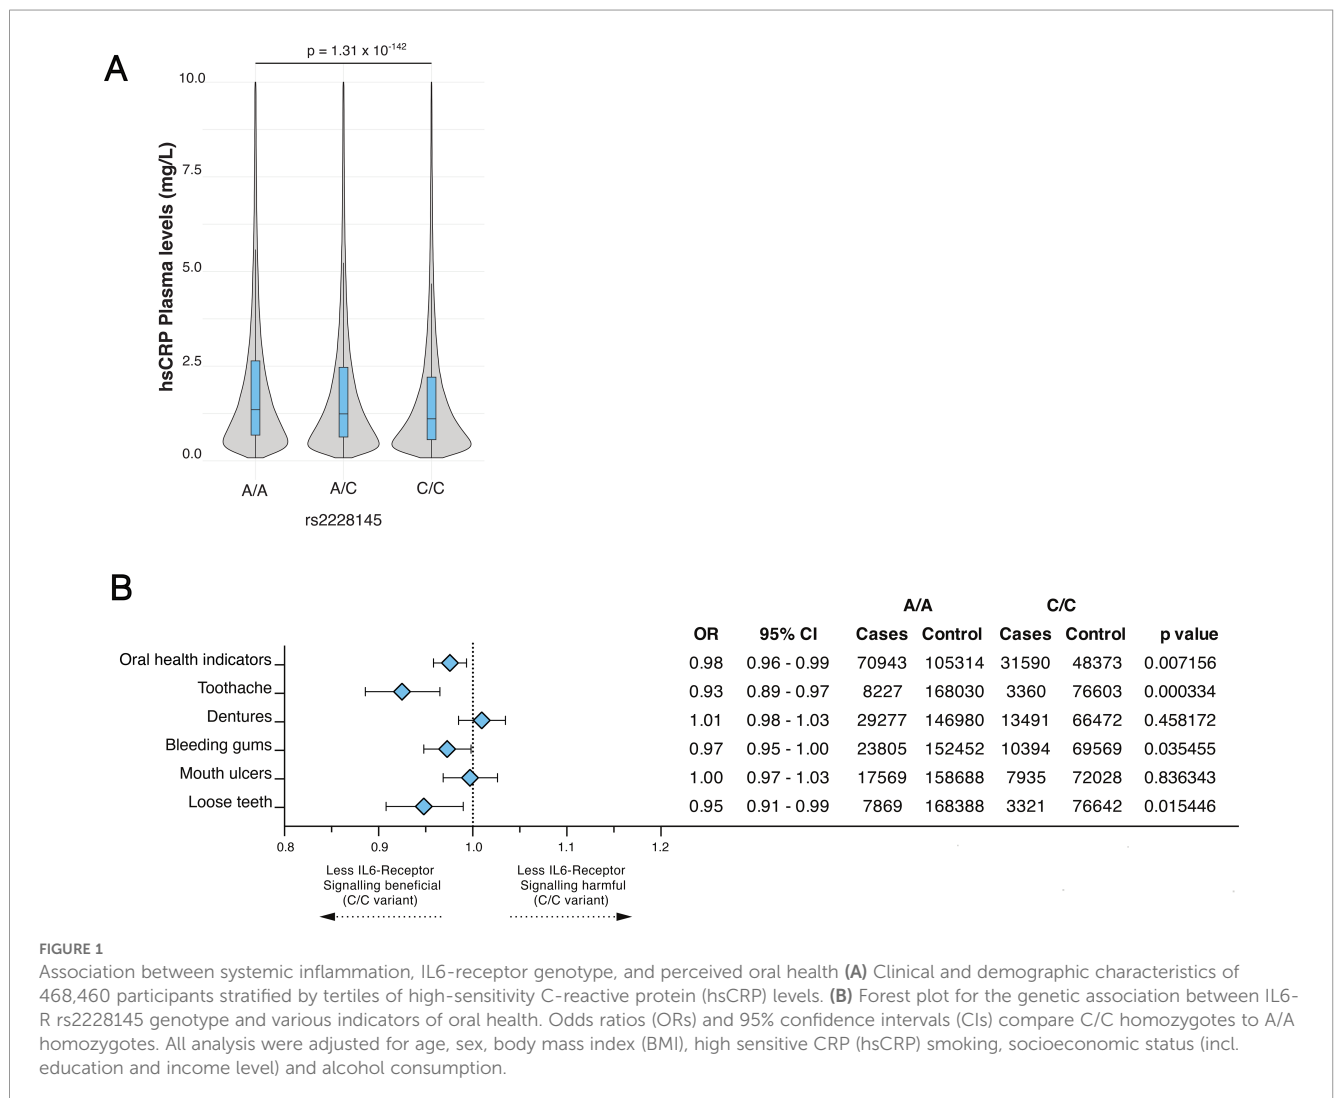 A
p = 1.31 x 10-142
10.0
7.5
5.0
2.5
0.0
hsCRP Plasma levels (mg/L)
A/A A/C C/C
rs2228145
B
A/A C/C
OR 95% CI Cases Control Cases Control p value
Oral health indicators 0.98 0.96 - 0.99 70943 105314 31590 48373 0.007156
Toothache 0.93 0.89 - 0.97 8227 168030 3360 76603 0.000334
Dentures 1.01 0.98 - 1.03 29277 146980 13491 66472 0.458172
Bleeding gums 0.97 0.95 - 1.00 23805 152452 10394 69569 0.035455
Mouth ulcers 1.00 0.97 - 1.03 17569 158688 7935 72028 0.836343
Loose teeth 0.95 0.91 - 0.99 7869 168388 3321 76642 0.015446
0.8 0.9 1.0 1.1 1.2
Less IL6-Receptor
Signalling beneficial
(C/C variant)
Less IL6-Receptor
Signalling harmful
(C/C variant)
FIGURE 1
Association between systemic inflammation, IL6-receptor genotype, and perceived oral health (A) Clinical and demographic characteristics of
468,460 participants stratified by tertiles of high-sensitivity C-reactive protein (hsCRP) levels. (B) Forest plot for the genetic association between IL6-
R rs2228145 genotype and various indicators of oral health. Odds ratios (ORs) and 95% confidence intervals (CIs) compare C/C homozygotes to A/A
homozygotes. All analysis were adjusted for age, sex, body mass index (BMI), high sensitive CRP (hsCRP) smoking, socioeconomic status (incl.
education and income level) and alcohol consumption.